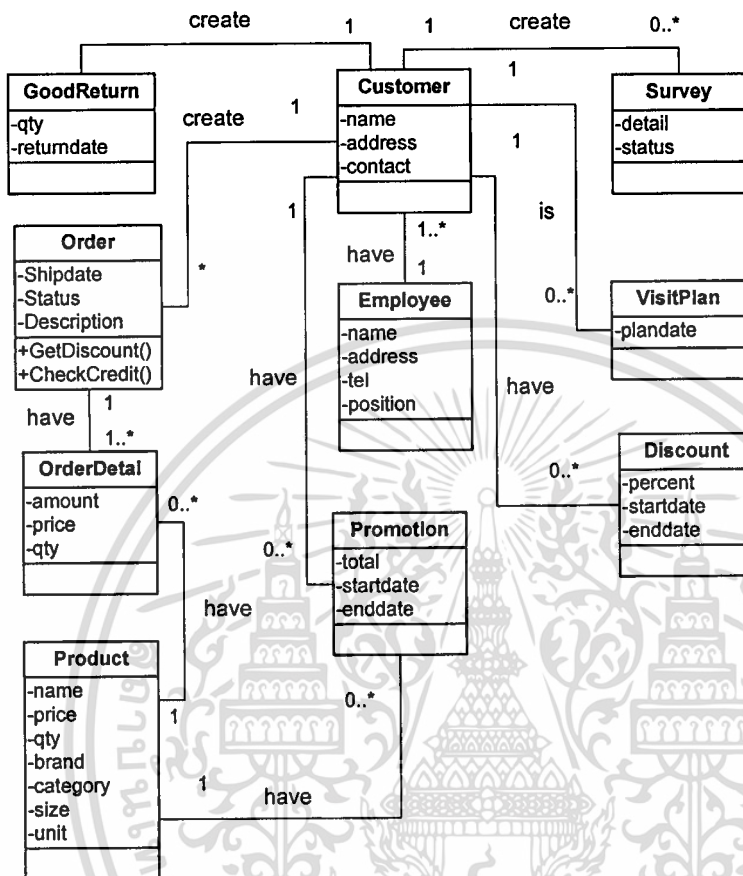 create
1
1
create
0..*
GoodReturn
-qty
-returndate
create
1
Customer
-name
-address
-contact
1
1
Survey
-detail
-status
1
is
Order
-Shipdate
-Status
-Description
+GetDiscount()
+CheckCredit()
*
1..*
have
1
Employee
-name
-address
-tel
-position
0..*
VisitPlan
-plandate
have
have
have
1
1..*
OrderDetal
-amount
-price
-qty
0..*
0..*
Discount
-percent
-startdate
-enddate
0..*
Promotion
-total
-startdate
-enddate
have
Product
-name
-price
-qty
-brand
-category
-size
-unit
1
0..*
1
have